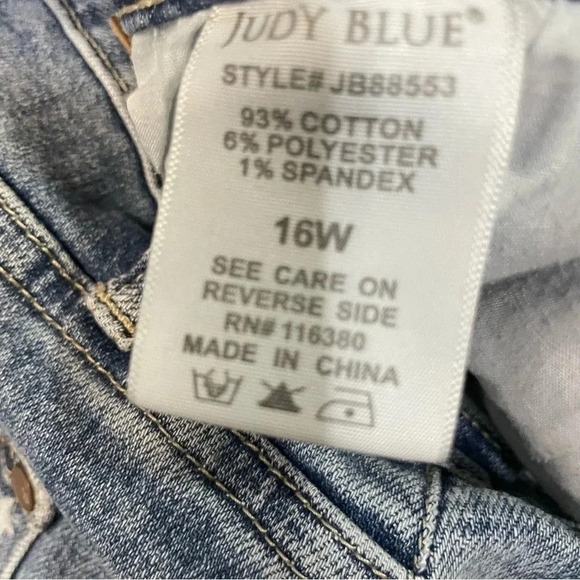 JUDY BLUE®
STYLE# JB88553
93% COTTON
6% POLYESTER
1% SPANDEX
16W
SEE CARE ON
REVERSE SIDE
RN# 116380
MADE IN CHINA